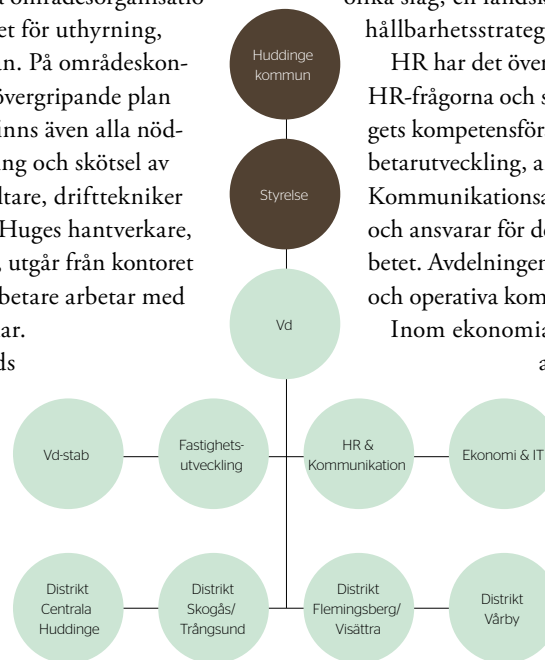 områdesorganisatio
et för uthyrning,
n. På områdeskon-
övergripande plan
inns även alla nöd-
ng och skötsel av
ltare, drifttekniker
Huges hantverkare,
, utgår från kontoret
betare arbetar med
ar.
ds
olika slag, en landsk
hållbarhetsstrateg
HR har det över
HR-frågorna och s
gets kompetensför
betarutveckling, a
Kommunikationsa
och ansvarar för de
betet. Avdelningen
och operativa kom
Inom ekonomia
a
Huddinge
kommun
Styrelse
Vd
Vd-stab
Fastighets-
utveckling
HR &
Kommunikation
Ekonomi & IT
Distrikt
Centrala
Huddinge
Distrikt
Skogås/
Trångsund
Distrikt
Flemingsberg/
Visättra
Distrikt
Vårby